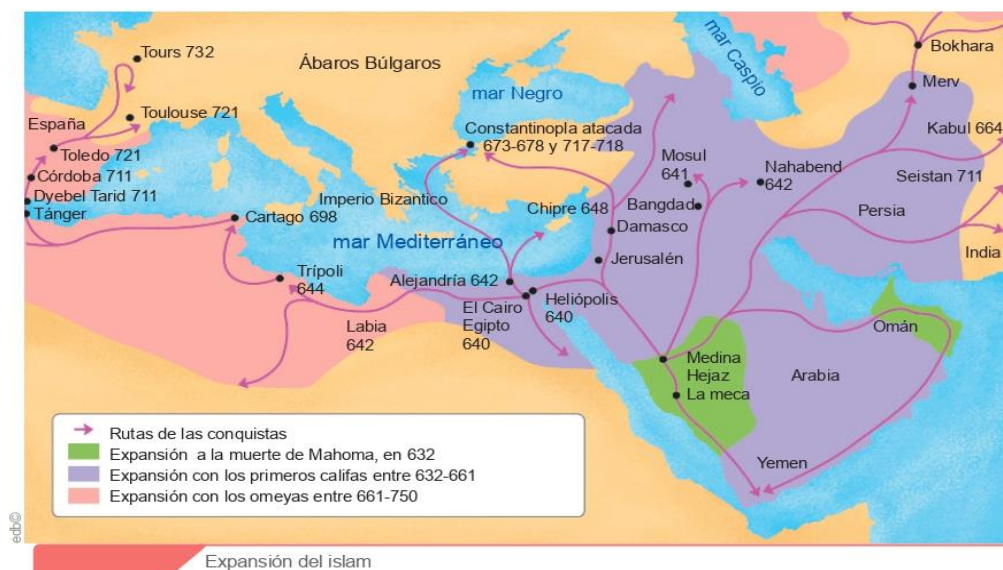 Tours 732
Ábaros Búlgaros
mar Caspio
Bokhara
Merv
mar Negro
Toulouse 721
España
Constantinopla atacada
673-678 y 717-718
Kabul 664
Toledo 721
Mosul
641
Nahabend
642
Córdoba 711
Seistan 711
Dyebel Tarid 711
Imperio Bizantico
Chipre 648
Bangdad
Persia
Tánger
Cartago 698
Damasco
mar Mediterráneo
Jerusalén
India
Trípoli
644
Alejandría 642
Heliópolis
640
El Cairo
Egipto
640
Labia
642
Omán
Medina
Hejaz
La meca
Arabia
Yemen
Rutas de las conquistas
Expansión a la muerte de Mahoma, en 632
Expansión con los primeros califas entre 632-661
Expansión con los omeyas entre 661-750
edb©
Expansión del islam